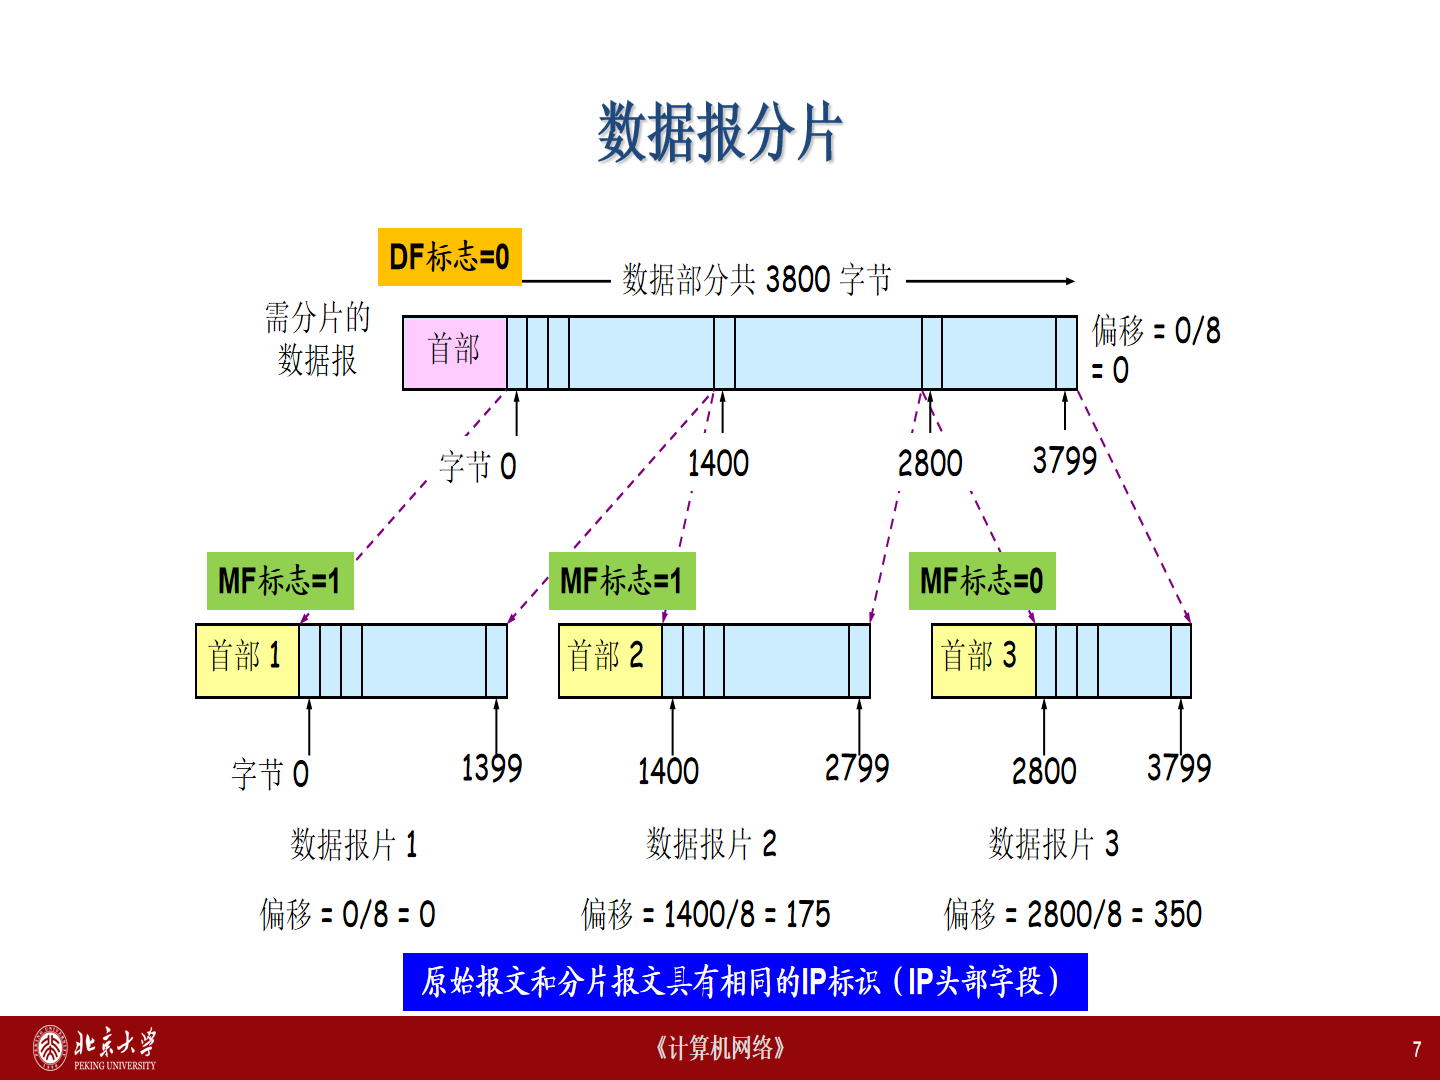 数据报分片
DF标志=0
数据部分共 3800 字节
需分片的
数据报
首部
偏移 = 0/8
= 0
字节 0
1400
2800
3799
MF标志=1
MF标志=1
MF标志=0
首部 1
首部 2
首部 3
字节 0
1399
1400
2799
2800
3799
数据报片 1
数据报片 2
数据报片 3
偏移 = 0/8 = 0
偏移 = 1400/8 = 175
偏移 = 2800/8 = 350
原始报文和分片报文具有相同的IP标识（IP头部字段）
北京大学
PEKING UNIVERSITY
《计算机网络》
7